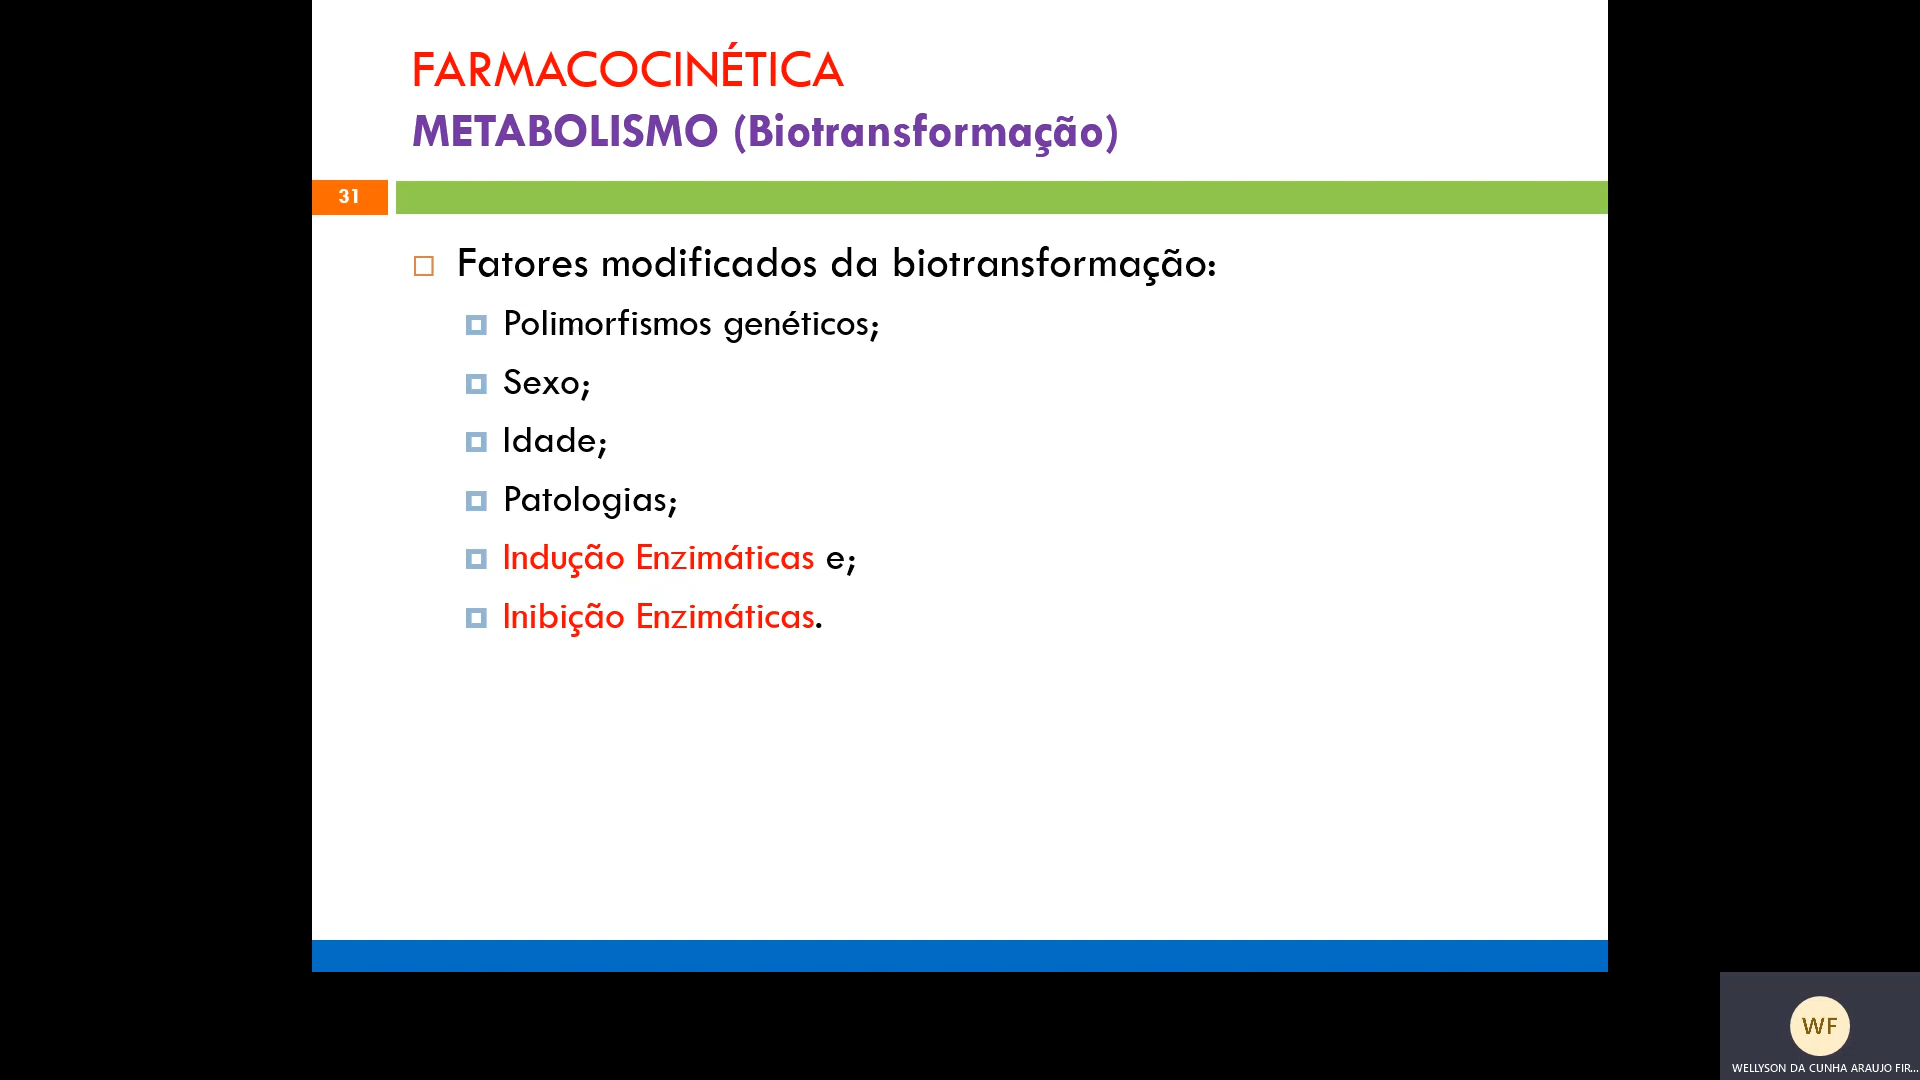 FARMACOCINÉTICA
METABOLISMO (Biotransformação)
31
Fatores modificados da biotransformação:
Polimorfismos genéticos;
Sexo;
Idade;
Patologias;
Indução Enzimáticas e;
Inibição Enzimáticas.
WF
WELLYSON DA CUNHA ARAUJO FIR...